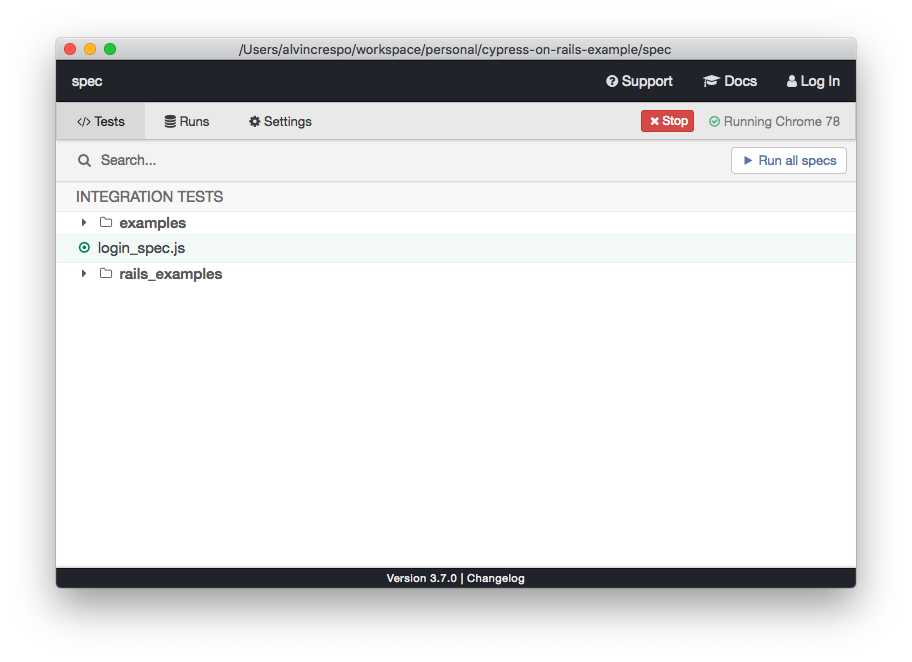 /Users/alvincrespo/workspace/personal/cypress-on-rails-example/spec
spec Support Docs Log In
Tests Runs Settings Stop Running Chrome 78
Search... Run all specs
INTEGRATION TESTS
examples
login_spec.js
rails_examples
Version 3.7.0 | Changelog